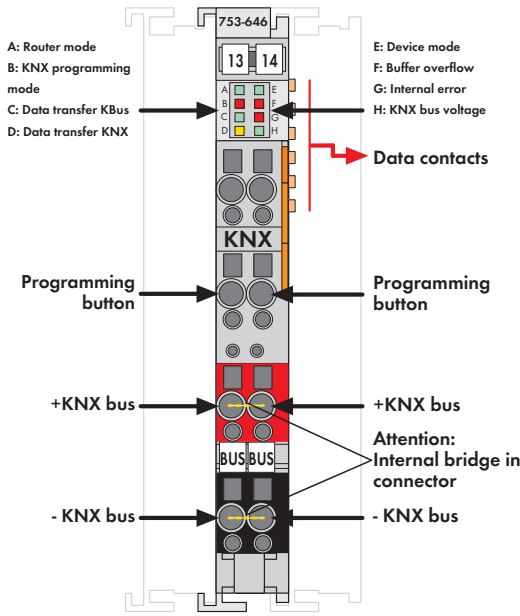 753-646
13 14
A: Router mode
B: KNX programming
mode
C: Data transfer KBus
D: Data transfer KNX
A E
B F
C G
D H
E: Device mode
F: Buffer overflow
G: Internal error
H: KNX bus voltage
Data contacts
KNX
Programming
button
Programming
button
+KNX bus
+KNX bus
Attention:
Internal bridge in
connector
BUS BUS
- KNX bus
- KNX bus